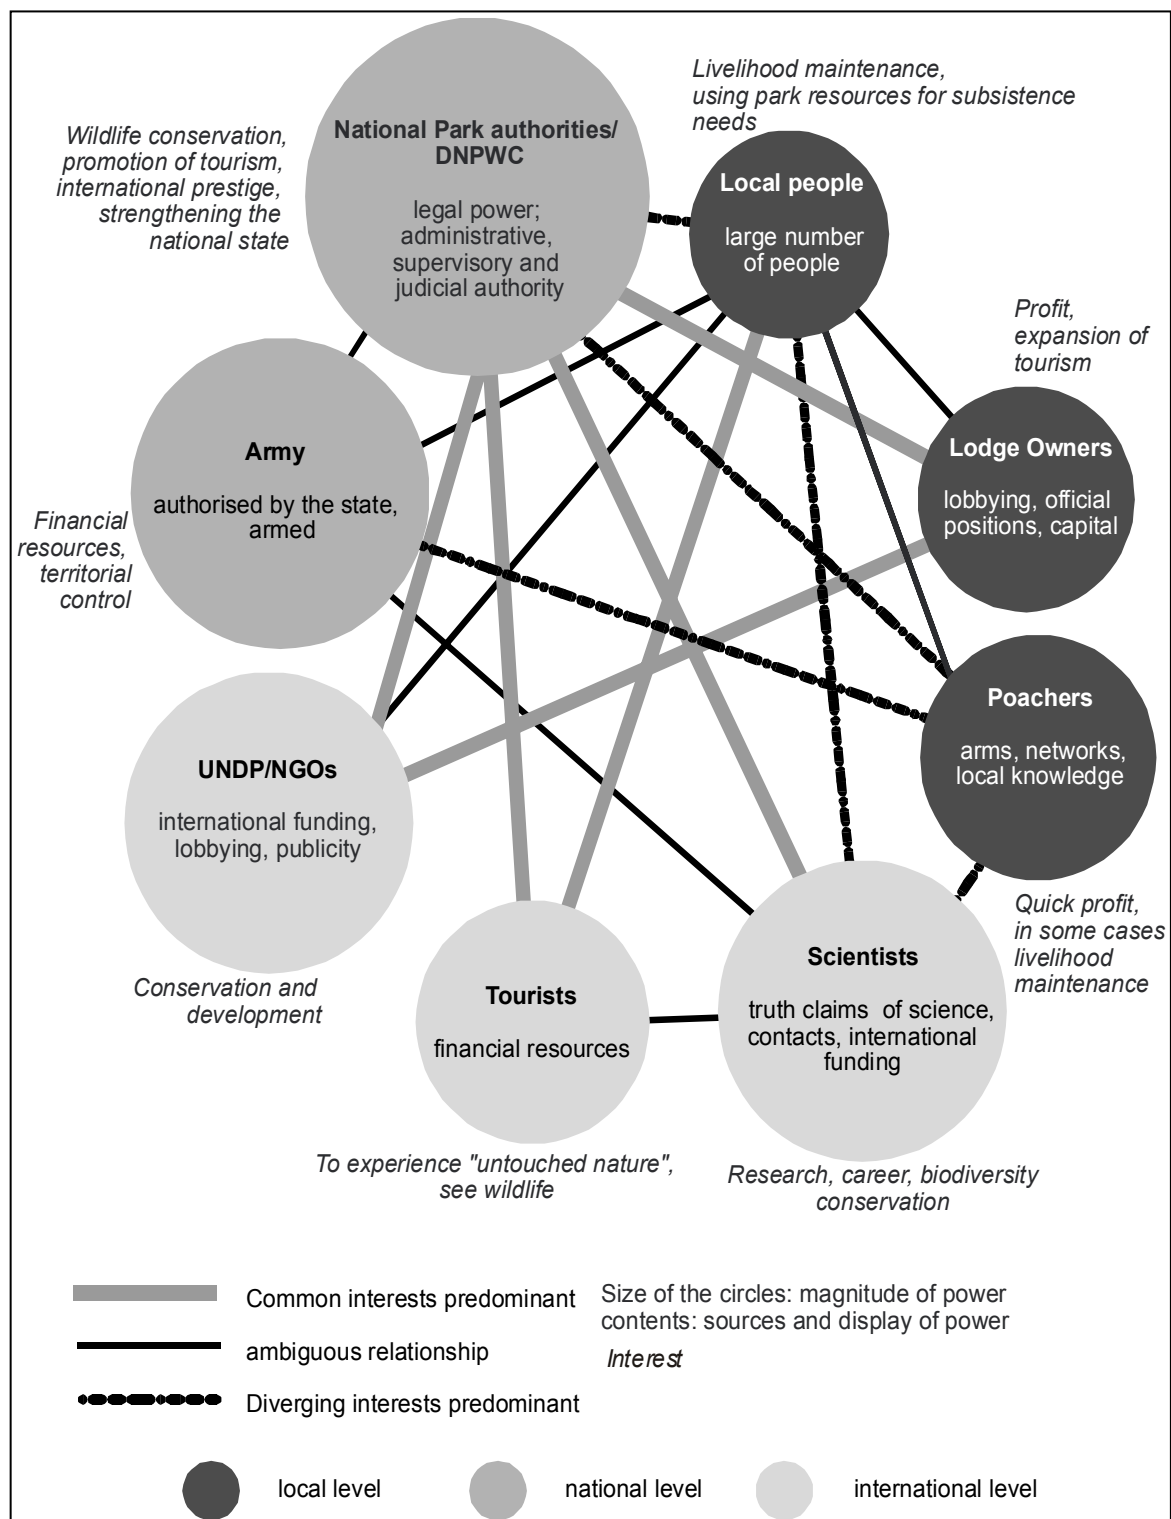 Wildlife conservation,
promotion of tourism,
international prestige,
strengthening the
national state
National Park authorities/
DNPWC
legal power;
administrative,
supervisory and
judicial authority
Livelihood maintenance,
using park resources for subsistence
needs
Local people
large number
of people
Profit,
expansion of
tourism
Lodge Owners
lobbying, official
positions, capital
Army
authorised by the state,
armed
Financial
resources,
territorial
control
Poachers
arms, networks,
local knowledge
Quick profit,
in some cases
livelihood
maintenance
UNDP/NGOs
international funding,
lobbying, publicity
Conservation and
development
Tourists
financial resources
To experience "untouched nature",
see wildlife
Scientists
truth claims of science,
contacts, international
funding
Research, career, biodiversity
conservation
Common interests predominant
ambiguous relationship
Diverging interests predominant
Size of the circles: magnitude of power
contents: sources and display of power
Interest
local level
national level
international level